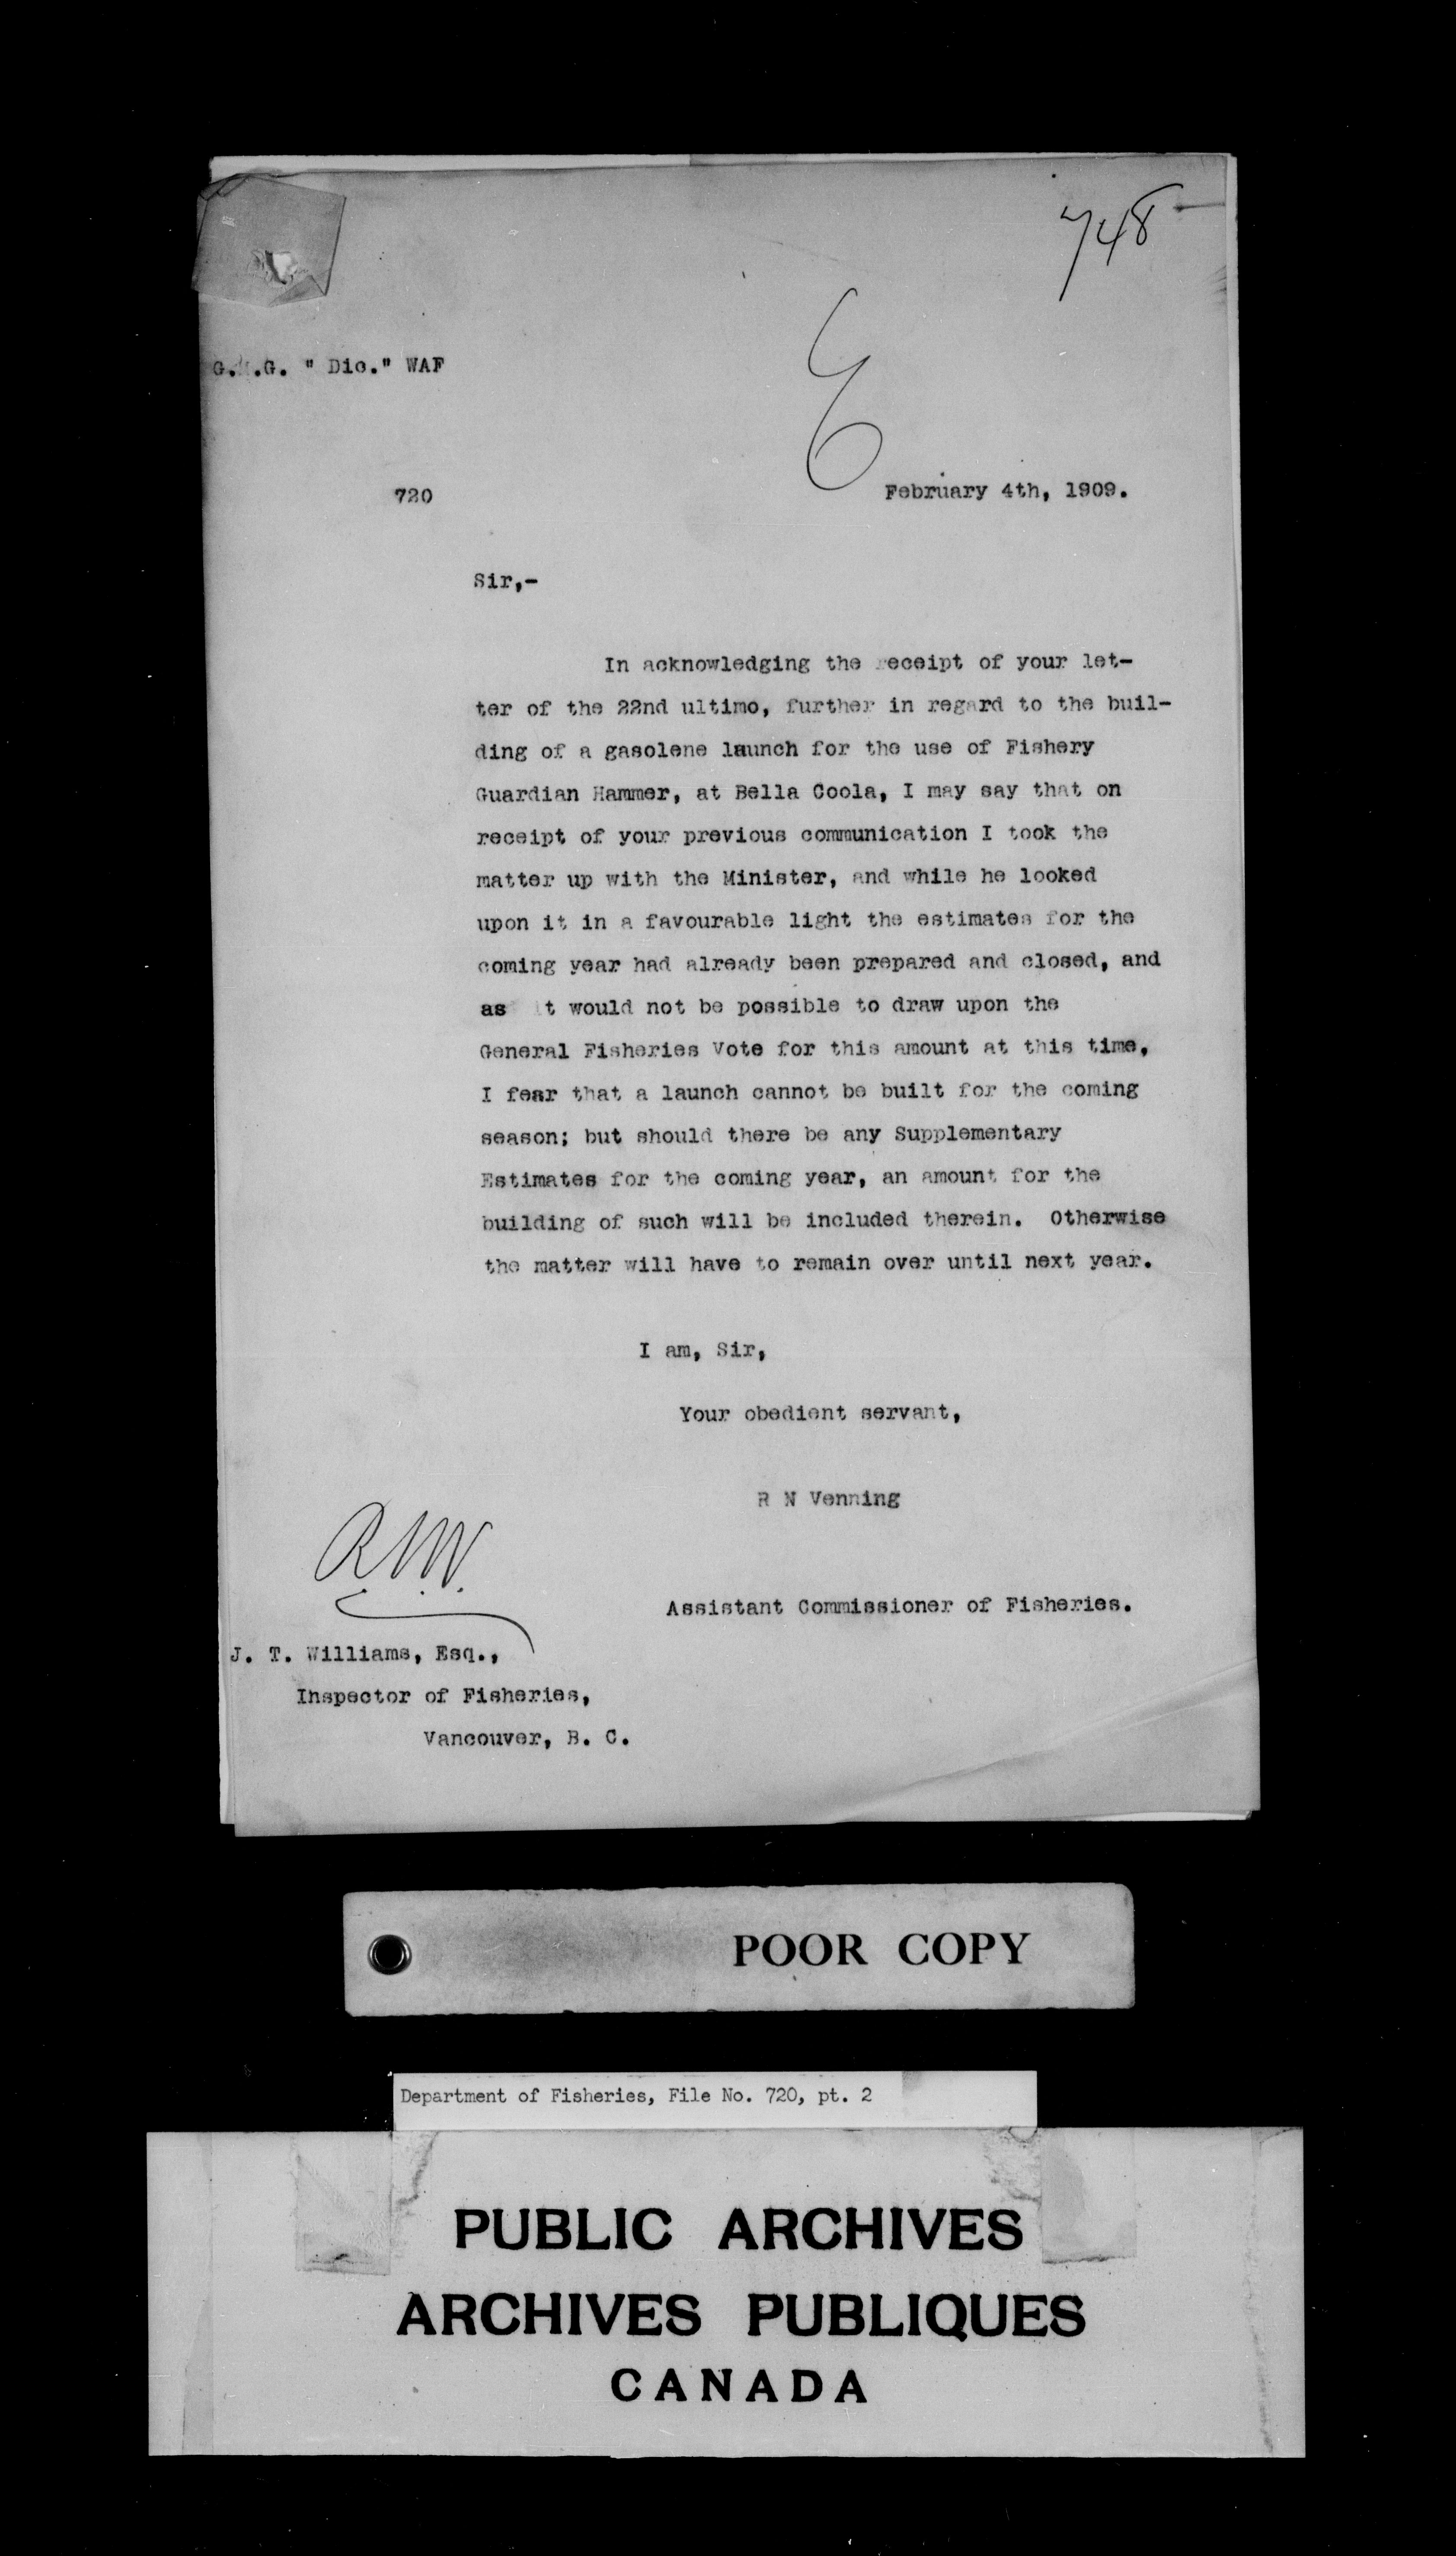 748
G. .G. " Dic." WAF
720
February 4th, 1909.
Sir,-
In acknowledging the receipt of your let-
ter of the 22nd ultimo, further in regard to the buil-
ding of a gasolene launch for the use of Fishery
Guardian Hammer, at Bella Coola, I may say that on
receipt of your previous communication I took the
matter up with the Minister, and while he looked
upon it in a favourable light the estimates for the
coming year had already been prepared and closed, and
as it would not be possible to draw upon the
General Fisheries Vote for this amount at this time,
I fear that a launch cannot be built for the coming
season; but should there be any Supplementary
Estimates for the coming year, an amount for the
building of such will be included therein. Otherwise
the matter will have to remain over until next year.
I am, Sir,
Your obedient servant,
R N Venning
Assistant Commissioner of Fisheries.
J. T. Williams, Esq.,
Inspector of Fisheries,
Vancouver, B. C.
POOR COPY
Department of Fisheries, File No. 720, pt. 2
PUBLIC ARCHIVES
ARCHIVES PUBLIQUES
CANADA